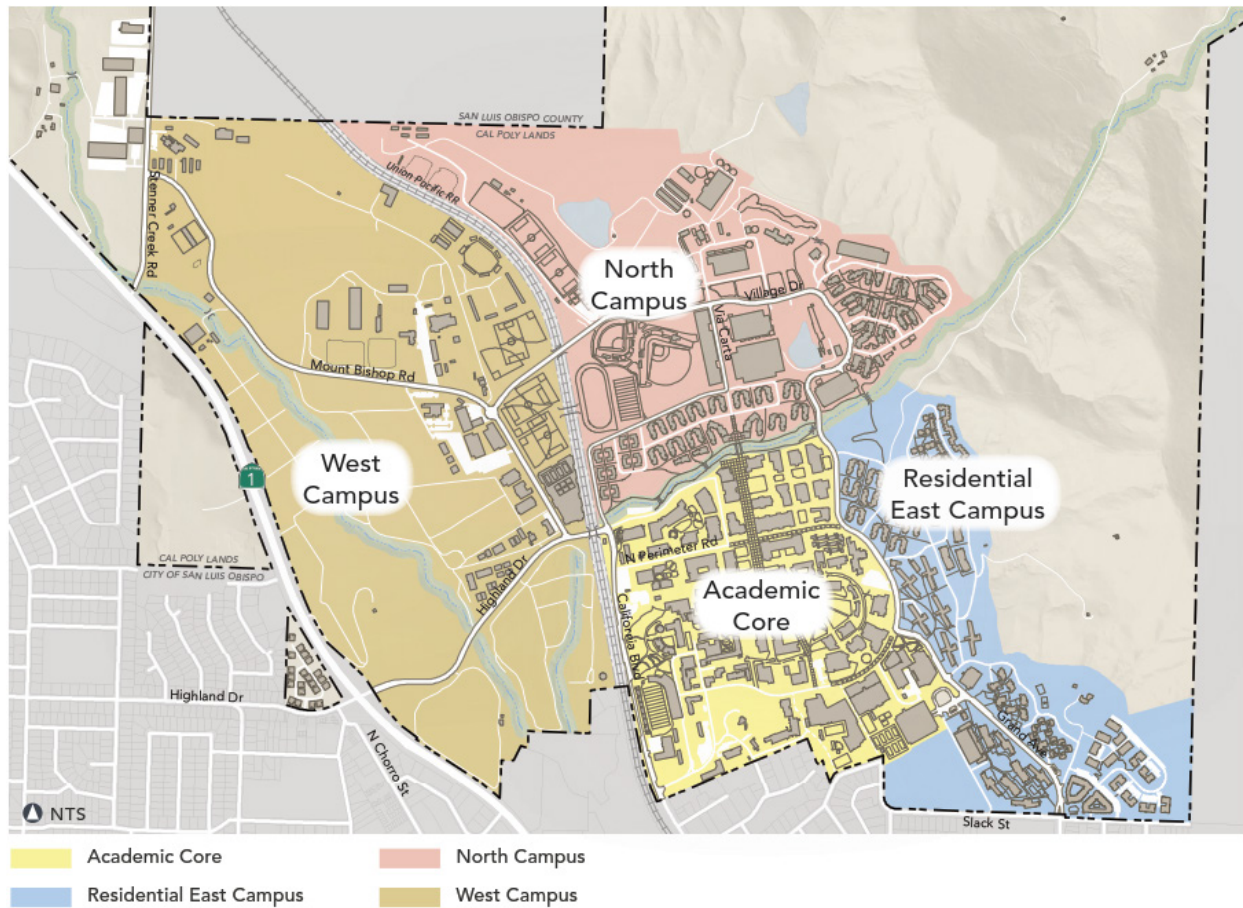 SAN LUIS OBISPO COUNTY
CAL POLY LANDS
Union Pacific RR
Stenner Creek Rd
North
Campus
Village Dr
Via Carta
Mount Bishop Rd
West
Campus
1
Residential
East Campus
N Perimeter Rd
CAL POLY LANDS
CITY OF SAN LUIS OBISPO
Highland Dr
Academic
Core
California Blvd
Highland Dr
N Chorro St
Grand Ave
NTS
Slack St
Academic Core
North Campus
Residential East Campus
West Campus